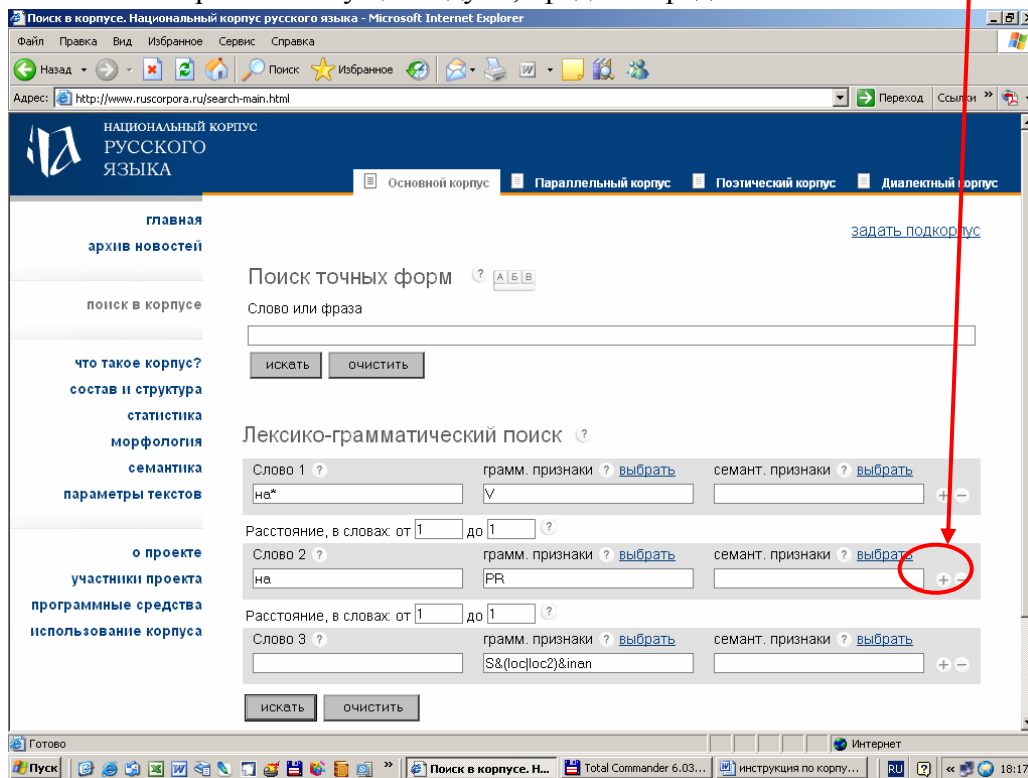 Поиск в корпусе. Национальный корпус русского языка - Microsoft Internet Explorer
Файл Правка Вид Избранное Сервис Справка
Назад Поиск Избранное
Адрес: http://www.ruscorpora.ru/search-main.html Переход Ссылки »
национальный корпус
русского
языка
Основной корпус Параллельный корпус Поэтический корпус Диалектный корпус
главная
архив новостей
поиск в корпусе
что такое корпус?
состав и структура
статистика
морфология
семантика
параметры текстов
о проекте
участники проекта
программные средства
использование корпуса
задать подкорпус
Поиск точных форм ? А Б В
Слово или фраза
искать очистить
Лексико-грамматический поиск ?
Слово 1 ? грамм. признаки ? выбрать семант. признаки ? выбрать
на* V + −
Расстояние, в словах: от 1 до 1 ?
Слово 2 ? грамм. признаки ? выбрать семант. признаки ? выбрать
на PR + −
Расстояние, в словах: от 1 до 1 ?
Слово 3 ? грамм. признаки ? выбрать семант. признаки ? выбрать
S&(loc|loc2)&inan + −
искать очистить
Готово Интернет
Пуск » Поиск в корпусе. Н... Total Commander 6.03... инструкция по корпу... RU ? « 18:17